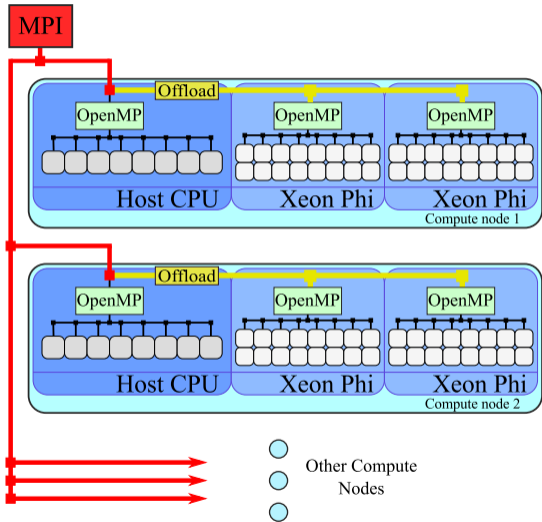 MPI
Offload
OpenMP
OpenMP
OpenMP
Host CPU
Xeon Phi
Xeon Phi
Compute node 1
Offload
OpenMP
OpenMP
OpenMP
Host CPU
Xeon Phi
Xeon Phi
Compute node 2
Other Compute
Nodes